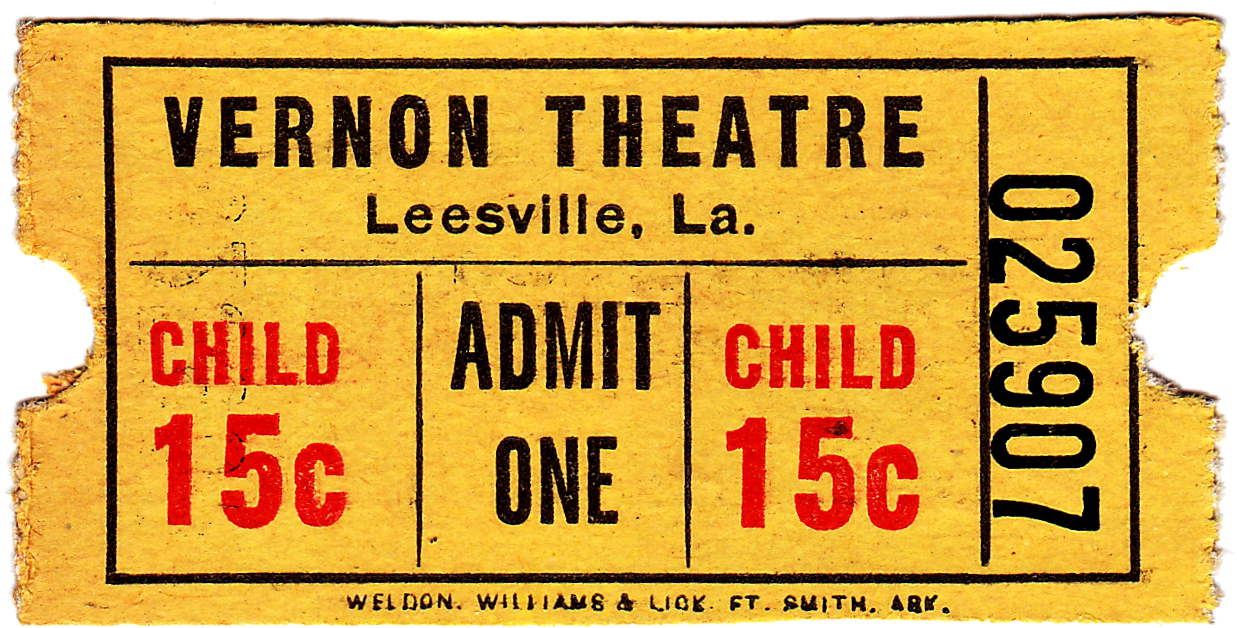 VERNON THEATRE
Leesville, La.
CHILD
15c
ADMIT
ONE
CHILD
15c
025907
WELDON, WILLIAMS & LICK. FT. SMITH, ARK.